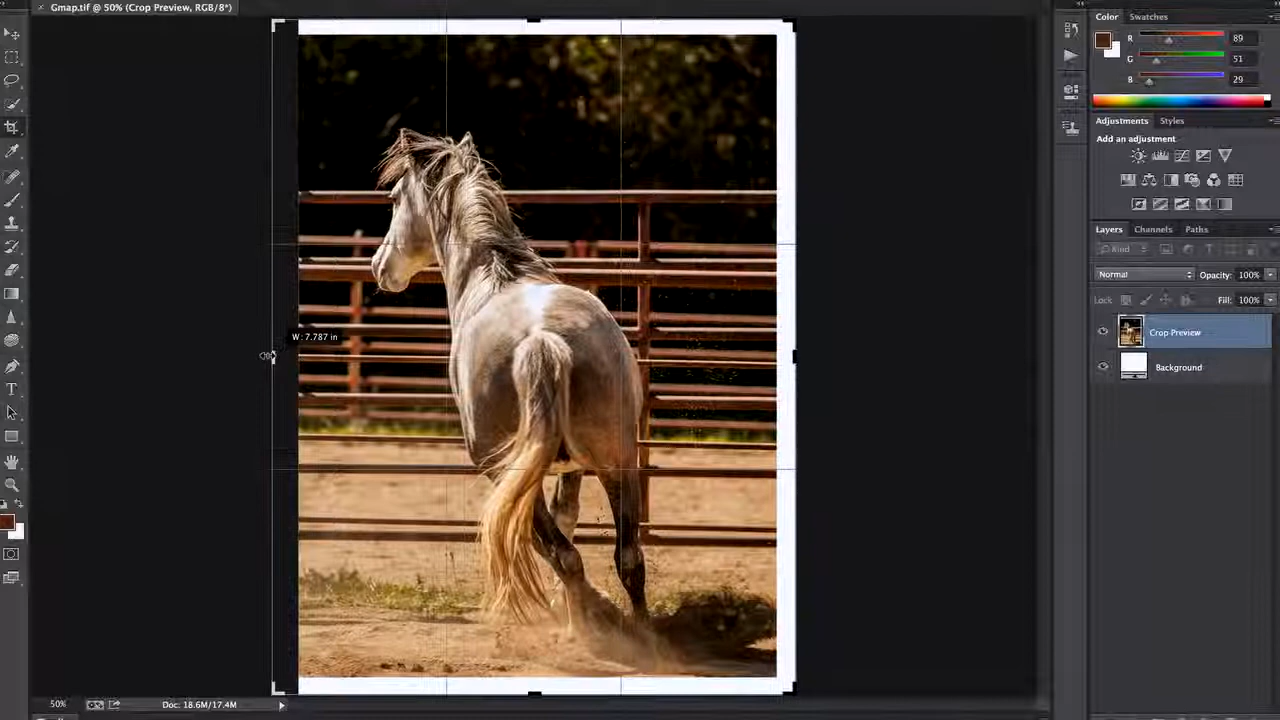 Gmap.tif @ 50% (Crop Preview, RGB/8*)
Color
Swatches
R
89
G
51
B
29
Adjustments
Styles
Add an adjustment
Layers
Channels
Paths
Kind
Normal
Opacity: 100%
Lock
Fill: 100%
Crop Preview
Background
W: 7.787 in
50%
Doc: 18.6M/17.4M